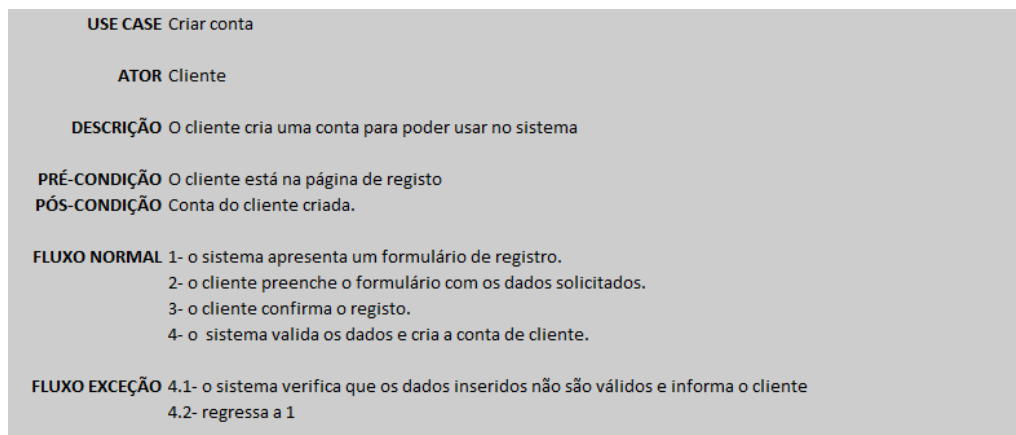 USE CASE Criar conta
ATOR Cliente
DESCRIÇÃO O cliente cria uma conta para poder usar no sistema
PRÉ-CONDIÇÃO O cliente está na página de registo
PÓS-CONDIÇÃO Conta do cliente criada.
FLUXO NORMAL 1- o sistema apresenta um formulário de registro.
2- o cliente preenche o formulário com os dados solicitados.
3- o cliente confirma o registo.
4- o  sistema valida os dados e cria a conta de cliente.
FLUXO EXCEÇÃO 4.1- o sistema verifica que os dados inseridos não são válidos e informa o cliente
4.2- regressa a 1